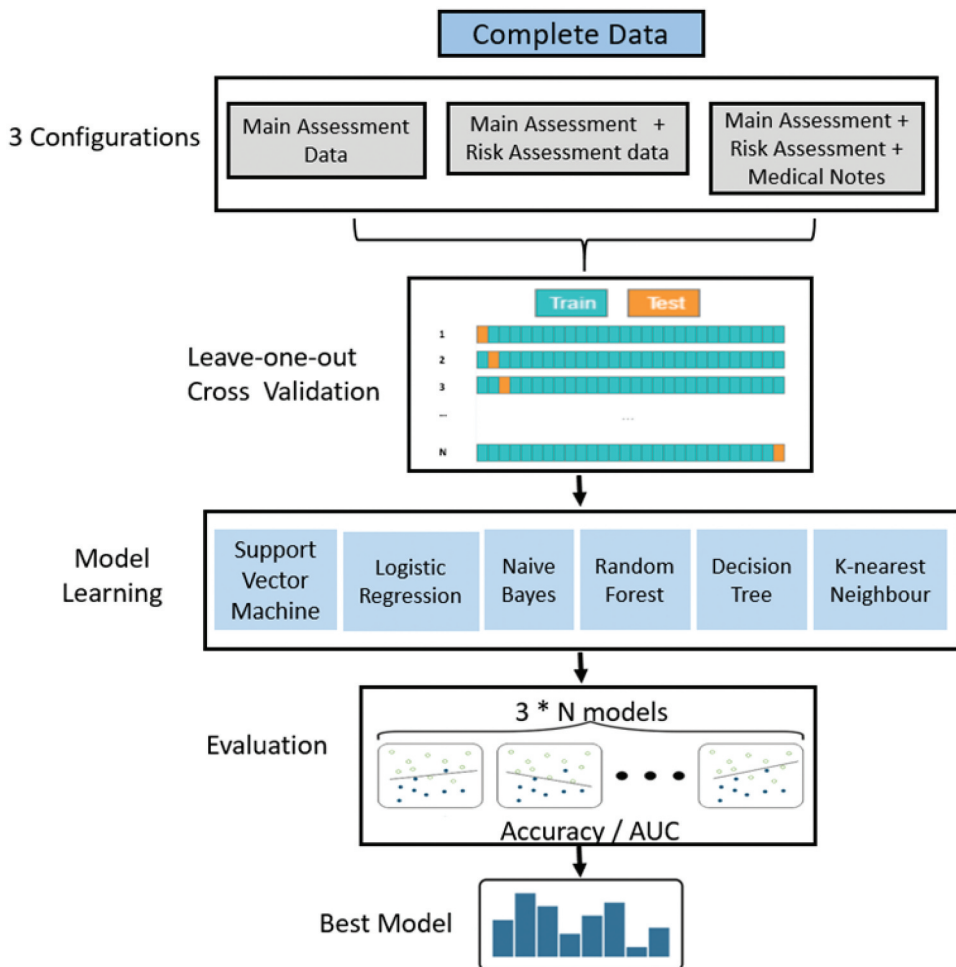 Complete Data
3 Configurations
Main Assessment
Data
Main Assessment +
Risk Assessment data
Main Assessment +
Risk Assessment +
Medical Notes
Leave-one-out
Cross Validation
Train
Test
1
2
3
...
...
N
Model
Learning
Support
Vector
Machine
Logistic
Regression
Naive
Bayes
Random
Forest
Decision
Tree
K-nearest
Neighbour
Evaluation
3 * N models
Accuracy / AUC
Best Model